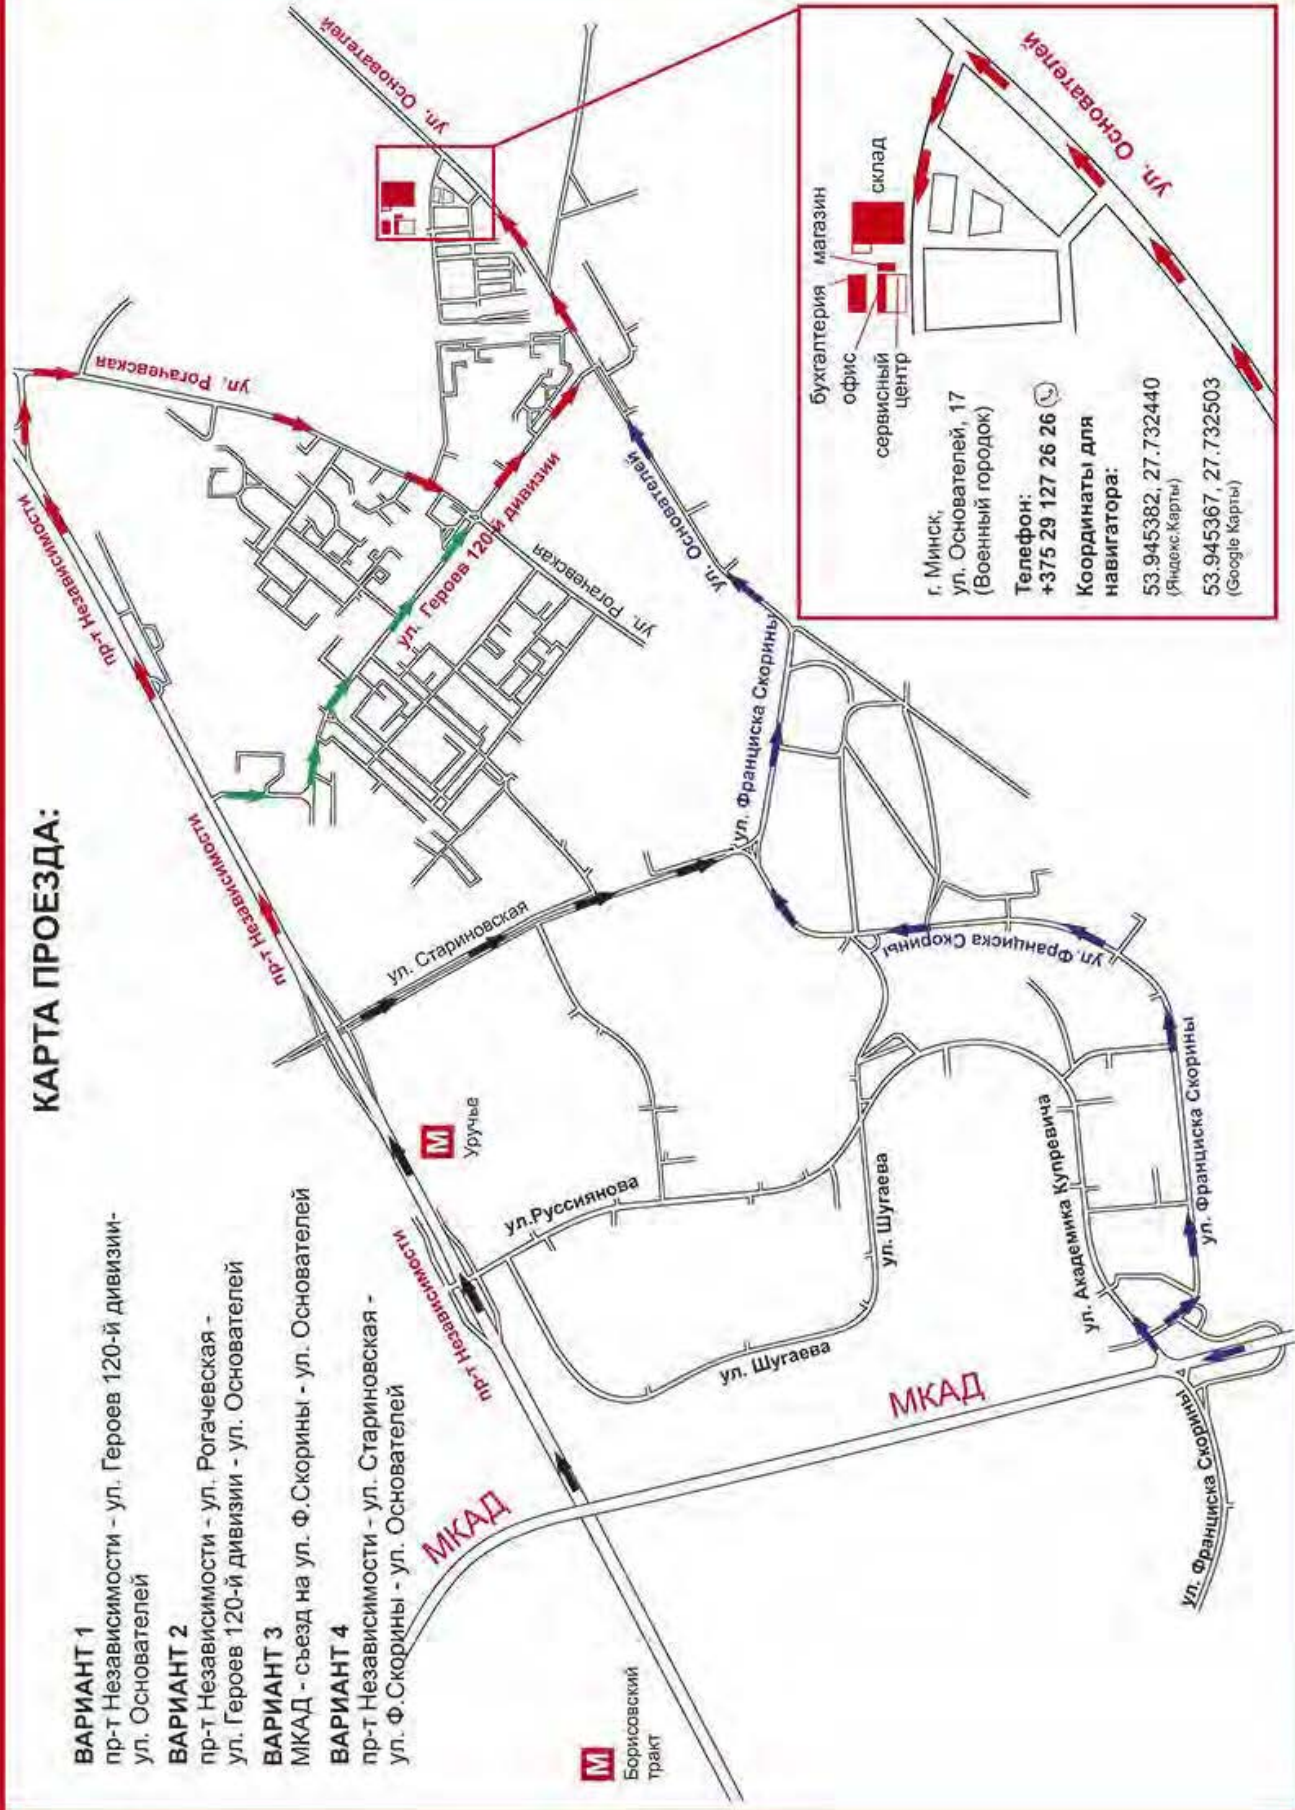 КАРТА ПРОЕЗДА:
ВАРИАНТ 1
пр-т Независимости - ул. Героев 120-й дивизии-
ул. Основателей
ВАРИАНТ 2
пр-т Независимости - ул. Рогачевская -
ул. Героев 120-й дивизии - ул. Основателей
ВАРИАНТ 3
МКАД - съезд на ул. Ф.Скорины - ул. Основателей
ВАРИАНТ 4
пр-т Независимости - ул. Стариновская -
ул. Ф.Скорины - ул. Основателей
М
Борисовский
тракт
МКАД
МКАД
пр-т Независимости
М
Уручье
пр-т Независимости
пр-т Независимости
пр-т Независимости
ул. Рогачевская
ул. Основателей
ул. Героев 120-й дивизии
ул. Рогачевская
ул. Стариновская
ул.Руссиянова
ул. Шугаева
ул. Шугаева
ул. Академика Купревича
ул. Франциска Скорины
ул. Франциска Скорины
ул.Франциска Скорины
ул. Франциска Скорины
ул. Основателей
бухгалтерия
магазин
офис
склад
сервисный
центр
ул. Основателей
г. Минск,
ул. Основателей, 17
(Военный городок)
Телефон:
+375 29 127 26 26
Координаты для
навигатора:
53.945382, 27.732440
(Яндекс.Карты)
53.945367, 27.732503
(Google Карты)